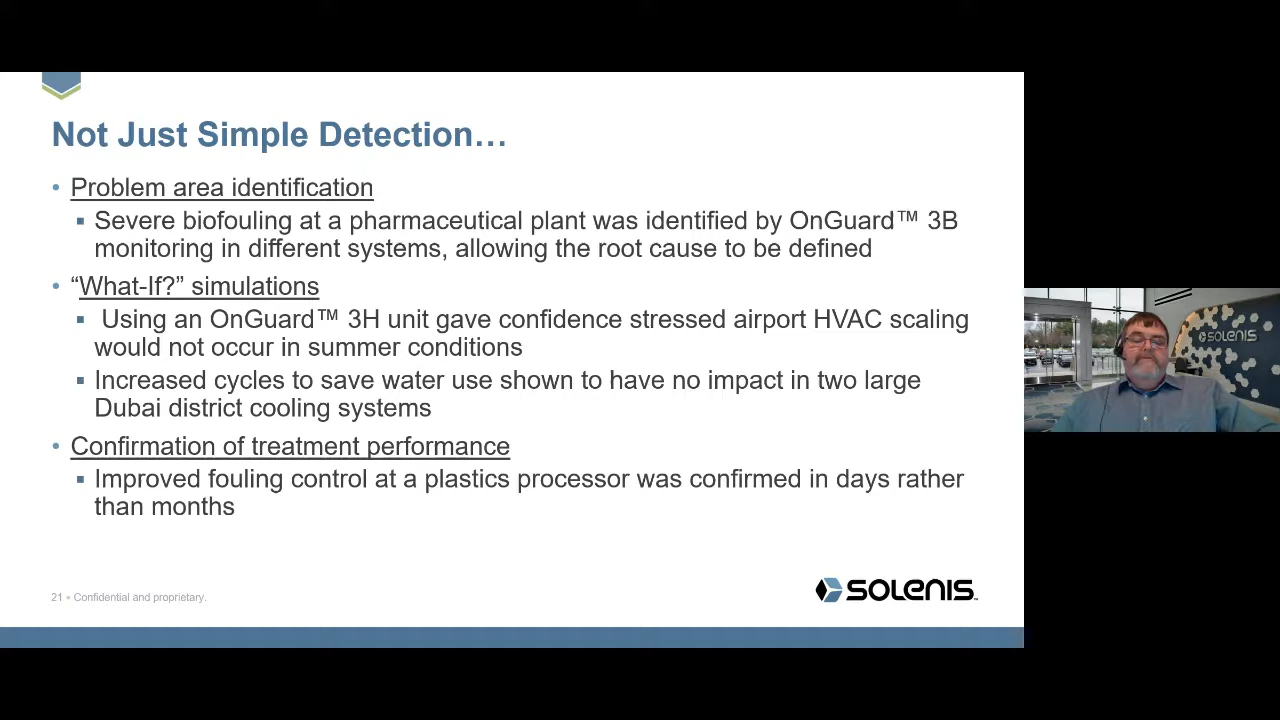 Not Just Simple Detection…
• Problem area identification
▪ Severe biofouling at a pharmaceutical plant was identified by OnGuard™ 3B
monitoring in different systems, allowing the root cause to be defined
• “What-If?” simulations
▪ Using an OnGuard™ 3H unit gave confidence stressed airport HVAC scaling
would not occur in summer conditions
▪ Increased cycles to save water use shown to have no impact in two large
Dubai district cooling systems
• Confirmation of treatment performance
▪ Improved fouling control at a plastics processor was confirmed in days rather
than months
21 • Confidential and proprietary.
SOLENIS™
SOLENIS